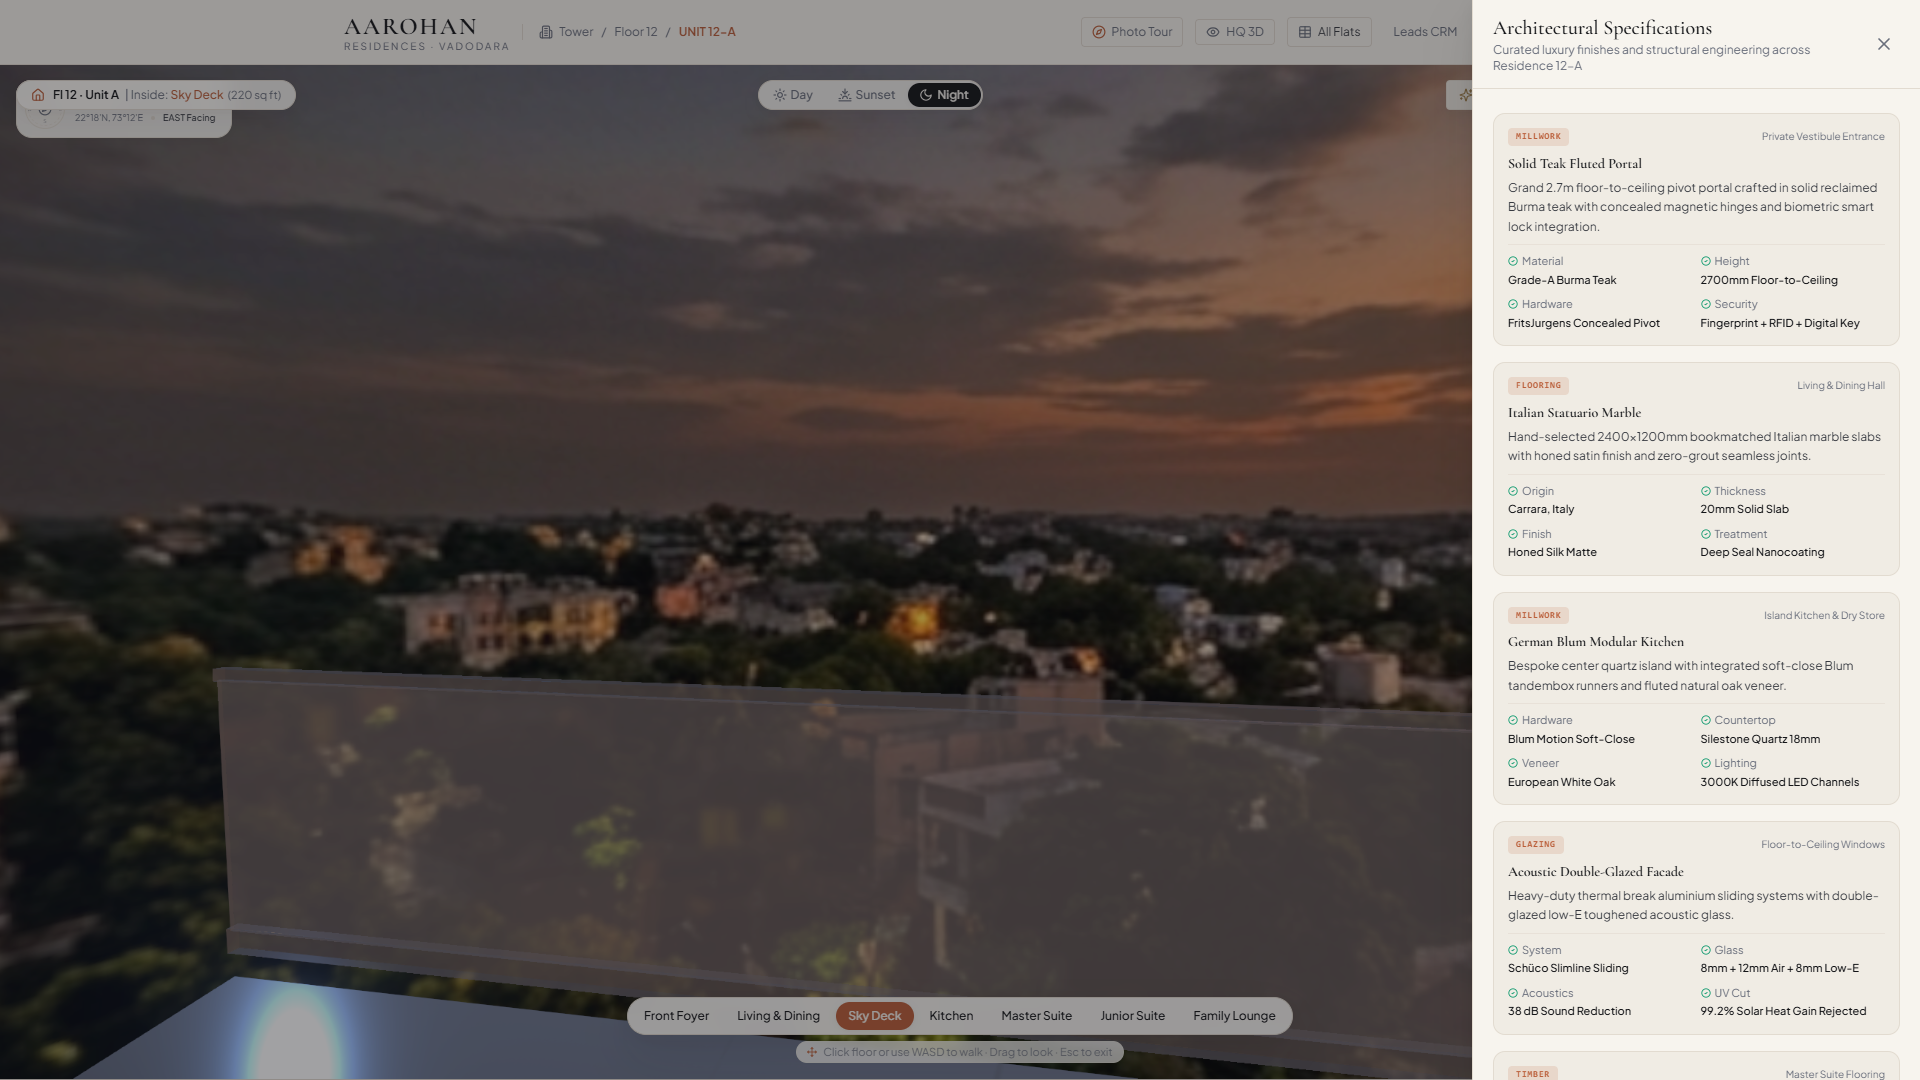 AAROHAN
RESIDENCES · VADODARA
Tower / Floor 12 / UNIT 12-A
Photo Tour
HQ 3D
All Flats
Leads CRM
Fl 12 · Unit A | Inside: Sky Deck (220 sq ft)
22°18'N, 73°12'E · EAST Facing
Day
Sunset
Night
Front Foyer
Living & Dining
Sky Deck
Kitchen
Master Suite
Junior Suite
Family Lounge
Click floor or use WASD to walk · Drag to look · Esc to exit
Architectural Specifications
Curated luxury finishes and structural engineering across
Residence 12-A
MILLWORK
Private Vestibule Entrance
Solid Teak Fluted Portal
Grand 2.7m floor-to-ceiling pivot portal crafted in solid reclaimed
Burma teak with concealed magnetic hinges and biometric smart
lock integration.
Material
Grade-A Burma Teak
Height
2700mm Floor-to-Ceiling
Hardware
FritsJurgens Concealed Pivot
Security
Fingerprint + RFID + Digital Key
FLOORING
Living & Dining Hall
Italian Statuario Marble
Hand-selected 2400×1200mm bookmatched Italian marble slabs
with honed satin finish and zero-grout seamless joints.
Origin
Carrara, Italy
Thickness
20mm Solid Slab
Finish
Honed Silk Matte
Treatment
Deep Seal Nanocoating
MILLWORK
Island Kitchen & Dry Store
German Blum Modular Kitchen
Bespoke center quartz island with integrated soft-close Blum
tandembox runners and fluted natural oak veneer.
Hardware
Blum Motion Soft-Close
Countertop
Silestone Quartz 18mm
Veneer
European White Oak
Lighting
3000K Diffused LED Channels
GLAZING
Floor-to-Ceiling Windows
Acoustic Double-Glazed Facade
Heavy-duty thermal break aluminium sliding systems with double-
glazed low-E toughened acoustic glass.
System
Schüco Slimline Sliding
Glass
8mm + 12mm Air + 8mm Low-E
Acoustics
38 dB Sound Reduction
UV Cut
99.2% Solar Heat Gain Rejected
TIMBER
Master Suite Flooring